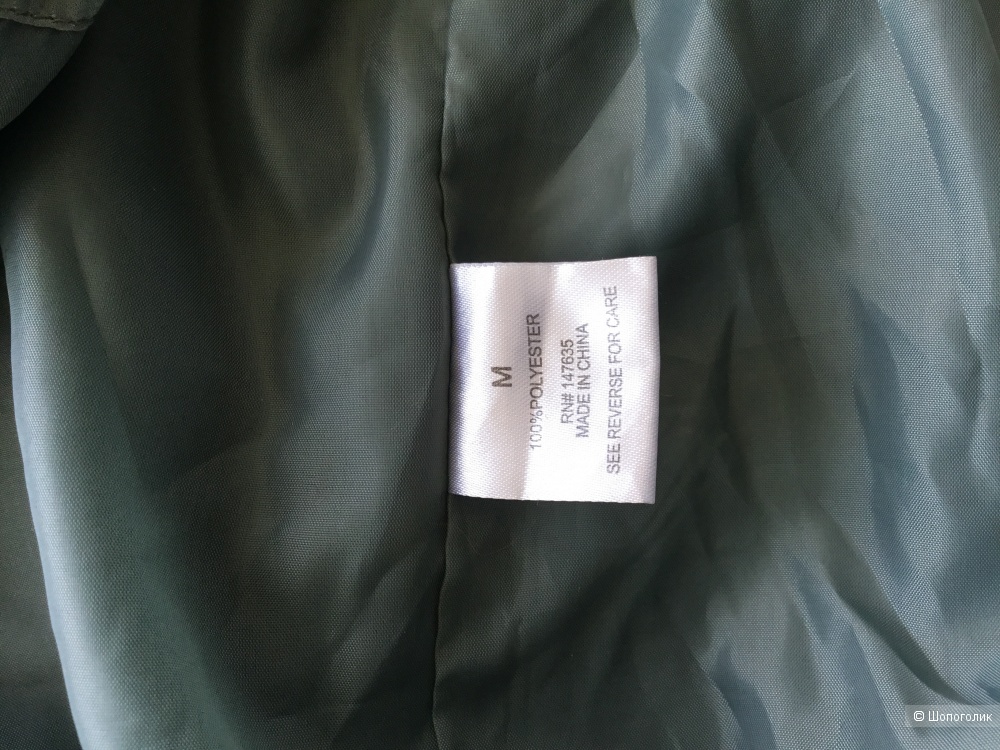 M
100%POLYESTER
RN# 147635
MADE IN CHINA
SEE REVERSE FOR CARE
© Шопоголик